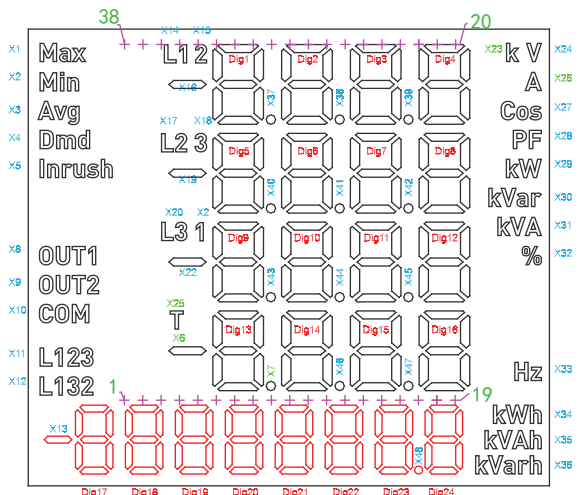 38 X14 X15 20
X1 Max L1 2 Dig1 Dig2 Dig3 Dig4 X23 k V X24
X2 Min X16 A X26
X3 Avg X37 X38 X39 Cos X27
X4 Dmd X17 X18 PF X28
X5 Inrush L2 3 Dig5 Dig6 Dig7 Dig8 kW X29
X19 X40 X41 X42 kVar X30
X20 X2 kVA X31
X8 OUT1 L3 1 Dig9 Dig10 Dig11 Dig12 % X32
X9 OUT2 X22 X43 X44 X45
X10 COM X25 T Dig13 Dig14 Dig15 Dig16
X11 L123 X6 X7 X46 X47 Hz X33
X12 L132 1 19
X13 kWh X34
kVAh X35
X48 kVarh X36
Dig17 Dig18 Dig19 Dig20 Dig21 Dig22 Dig23 Dig24